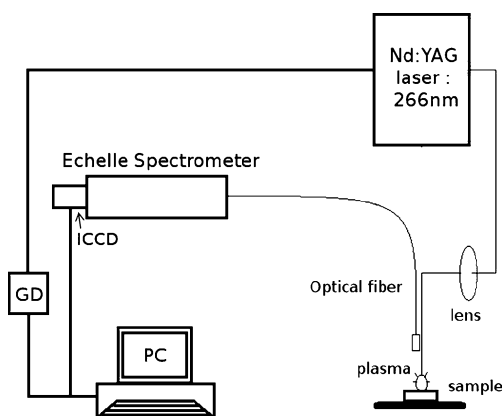 Nd:YAG
laser :
266nm
Echelle Spectrometer
ICCD
GD
Optical fiber
lens
PC
plasma
sample